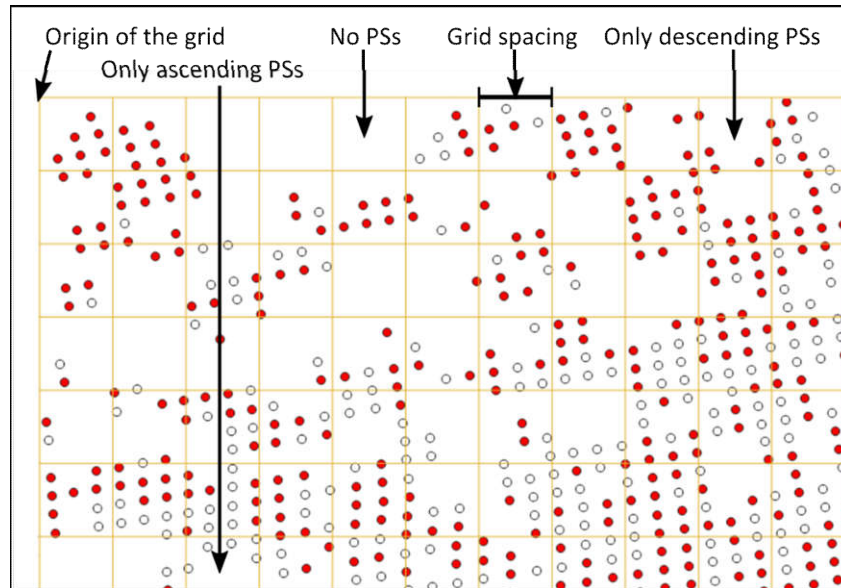 Origin of the grid
No PSs
Grid spacing
Only descending PSs
Only ascending PSs